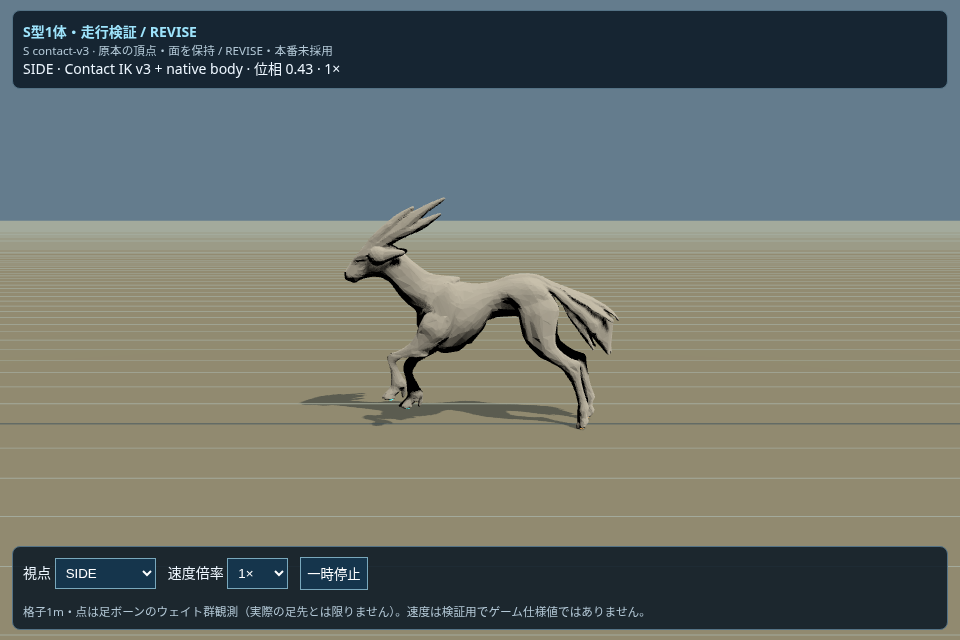 S型1体・走行検証 / REVISE
S contact-v3 · 原本の頂点・面を保持 / REVISE・本番未採用
SIDE · Contact IK v3 + native body · 位相 0.43 · 1×
視点 SIDE 速度倍率 1× 一時停止
格子1m・点は足ボーンのウェイト群観測（実際の足先とは限りません）。速度は検証用でゲーム仕様値ではありません。